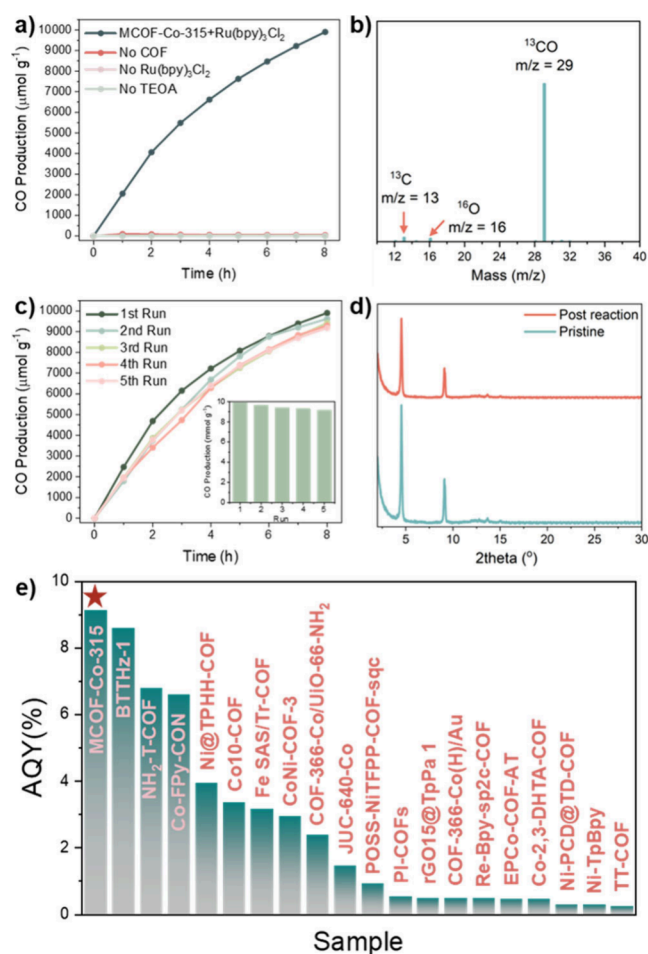 a)
MCOF-Co-315+Ru(bpy)₃Cl₂
No COF
No Ru(bpy)₃Cl₂
No TEOA
CO Production (μmol g⁻¹)
10000
9000
8000
7000
6000
5000
4000
3000
2000
1000
0
0 2 4 6 8
Time (h)
b)
¹³CO
m/z = 29
¹³C
m/z = 13
¹⁶O
m/z = 16
12 16 20 24 28 32 36 40
Mass (m/z)
c)
1st Run
2nd Run
3rd Run
4th Run
5th Run
CO Production (μmol g⁻¹)
10000
9000
8000
7000
6000
5000
4000
3000
2000
1000
0
0 2 4 6 8
Time (h)
CO Production (mmol g⁻¹)
10
8
6
4
2
0
1 2 3 4 5
Run
d)
Post reaction
Pristine
5 10 15 20 25 30
2theta (°)
e)
AQY(%)
10
8
6
4
2
0
MCOF-Co-315
BTTHz-1
NH₂-T-COF
Co-FPy-CON
Ni@TPHH-COF
Co10-COF
Fe SAS/Tr-COF
CoNi-COF-3
COF-366-Co/UiO-66-NH₂
JUC-640-Co
POSS-NiTFPP-COF-sqc
PI-COFs
rGO15@TpPa 1
COF-366-Co(H)/Au
Re-Bpy-sp2c-COF
EPCo-COF-AT
Co-2,3-DHTA-COF
Ni-PCD@TD-COF
Ni-TpBpy
TT-COF
Sample